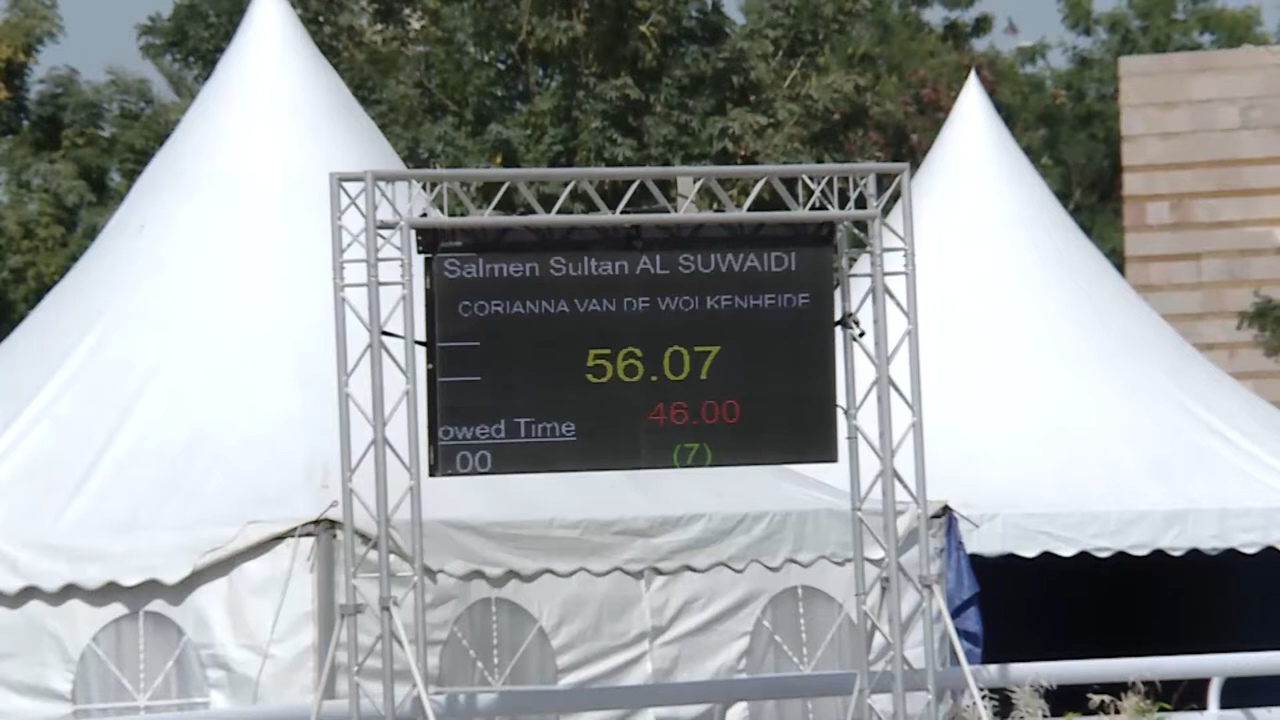 Salmen Sultan AL SUWAIDI
CORIANNA VAN DE WOLKENHEIDE
56.07
46.00
owed Time
.00
(7)